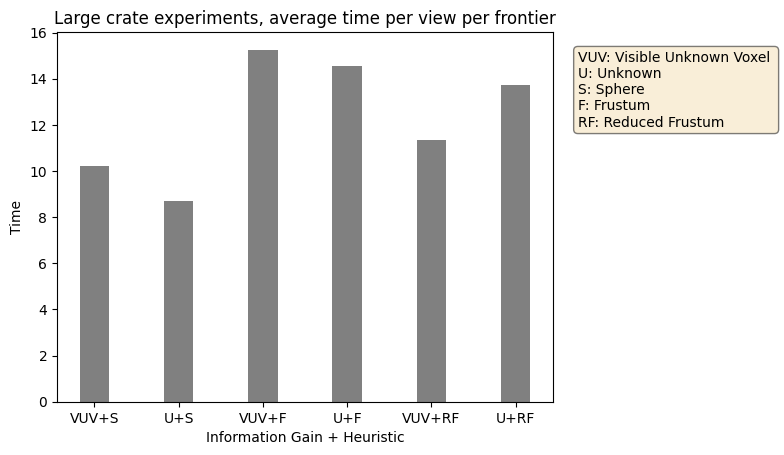 Large crate experiments, average time per view per frontier
16
14
12
10
8
6
4
2
0
Time
VUV+S U+S VUV+F U+F VUV+RF U+RF
Information Gain + Heuristic
VUV: Visible Unknown Voxel
U: Unknown
S: Sphere
F: Frustum
RF: Reduced Frustum